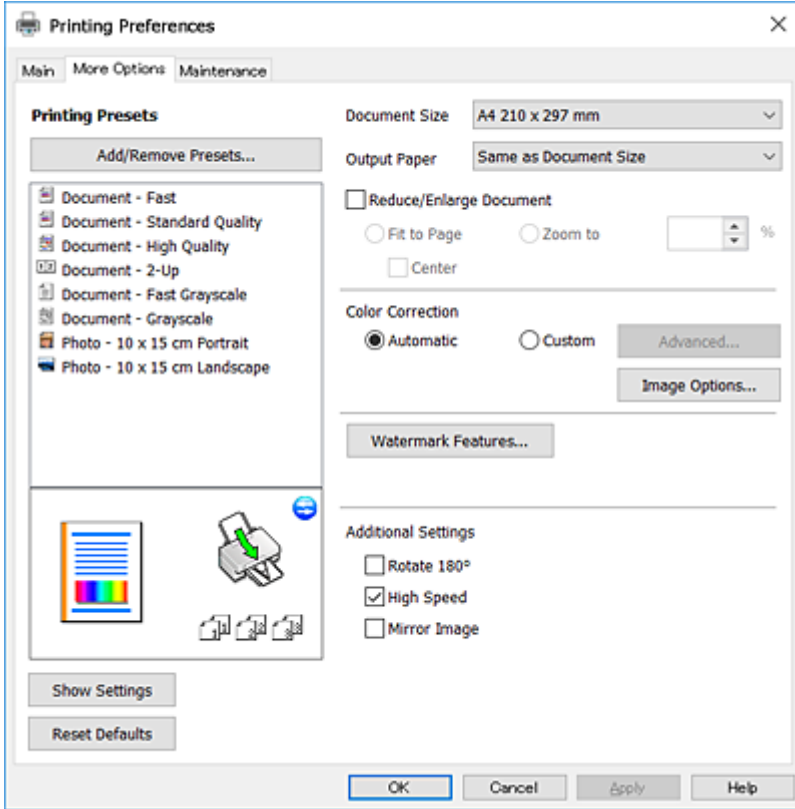 Printing Preferences
Main More Options Maintenance
Printing Presets
Add/Remove Presets...
Document - Fast
Document - Standard Quality
Document - High Quality
Document - 2-Up
Document - Fast Grayscale
Document - Grayscale
Photo - 10 x 15 cm Portrait
Photo - 10 x 15 cm Landscape
Show Settings
Reset Defaults
Document Size A4 210 x 297 mm
Output Paper Same as Document Size
Reduce/Enlarge Document
Fit to Page Zoom to %
Center
Color Correction
Automatic Custom Advanced...
Image Options...
Watermark Features...
Additional Settings
Rotate 180°
High Speed
Mirror Image
OK Cancel Apply Help